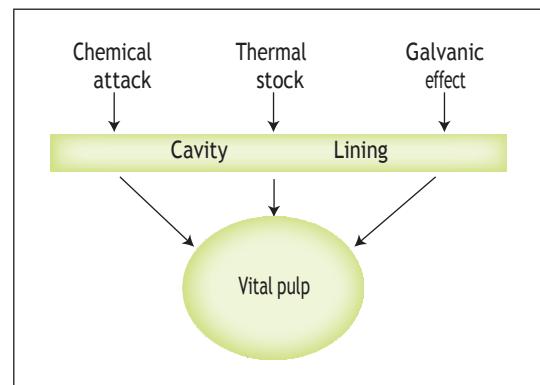 Chemical
attack
Thermal
stock
Galvanic
effect
Cavity Lining
Vital pulp